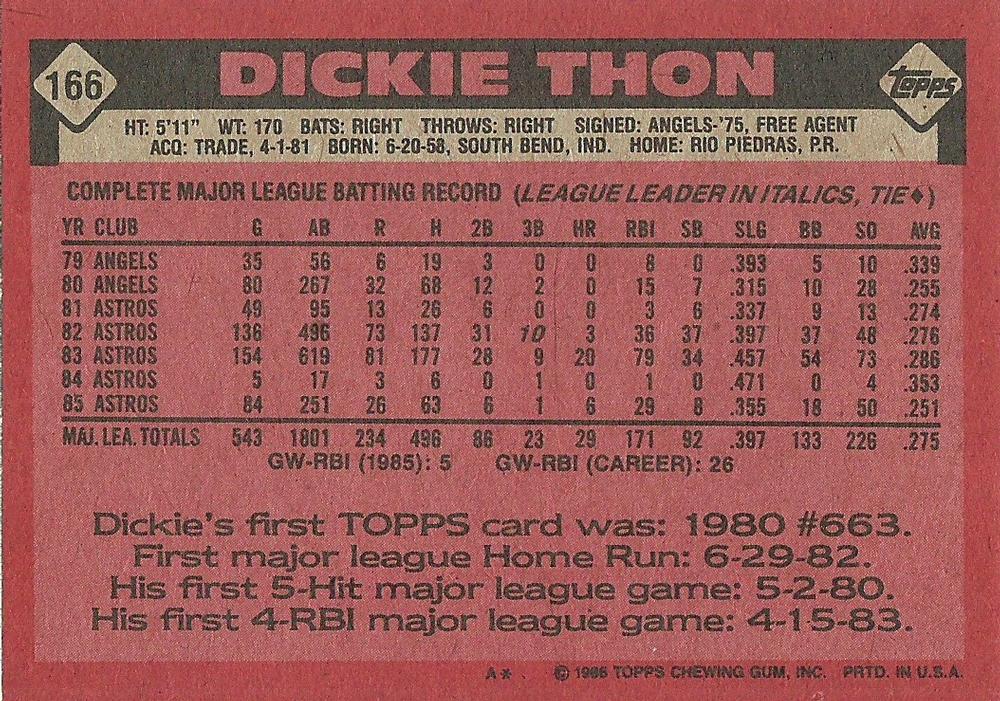 166 DICKIE THON TOPPS
HT: 5'11" WT: 170 BATS: RIGHT THROWS: RIGHT SIGNED: ANGELS-'75, FREE AGENT
ACQ: TRADE, 4-1-81 BORN: 6-20-58, SOUTH BEND, IND. HOME: RIO PIEDRAS, P.R.
COMPLETE MAJOR LEAGUE BATTING RECORD (LEAGUE LEADER IN ITALICS, TIE♦)
YR CLUB G AB R H 2B 3B HR RBI SB SLG BB SO AVG
79 ANGELS 35 56 6 19 3 0 0 8 0 .393 5 10 .339
80 ANGELS 80 267 32 68 12 2 0 15 7 .315 10 28 .255
81 ASTROS 49 95 13 26 6 0 0 3 6 .337 9 13 .274
82 ASTROS 136 496 73 137 31 10 3 36 37 .397 37 48 .276
83 ASTROS 154 619 81 177 28 9 20 79 34 .457 54 73 .286
84 ASTROS 5 17 3 6 0 1 0 1 0 .471 0 4 .353
85 ASTROS 84 251 26 63 6 1 6 29 8 .355 18 50 .251
MAJ. LEA. TOTALS 543 1801 234 496 86 23 29 171 92 .397 133 226 .275
GW-RBI (1985): 5 GW-RBI (CAREER): 26
Dickie's first TOPPS card was: 1980 #663.
First major league Home Run: 6-29-82.
His first 5-Hit major league game: 5-2-80.
His first 4-RBI major league game: 4-15-83.
A* © 1986 TOPPS CHEWING GUM, INC. PRTD. IN U.S.A.